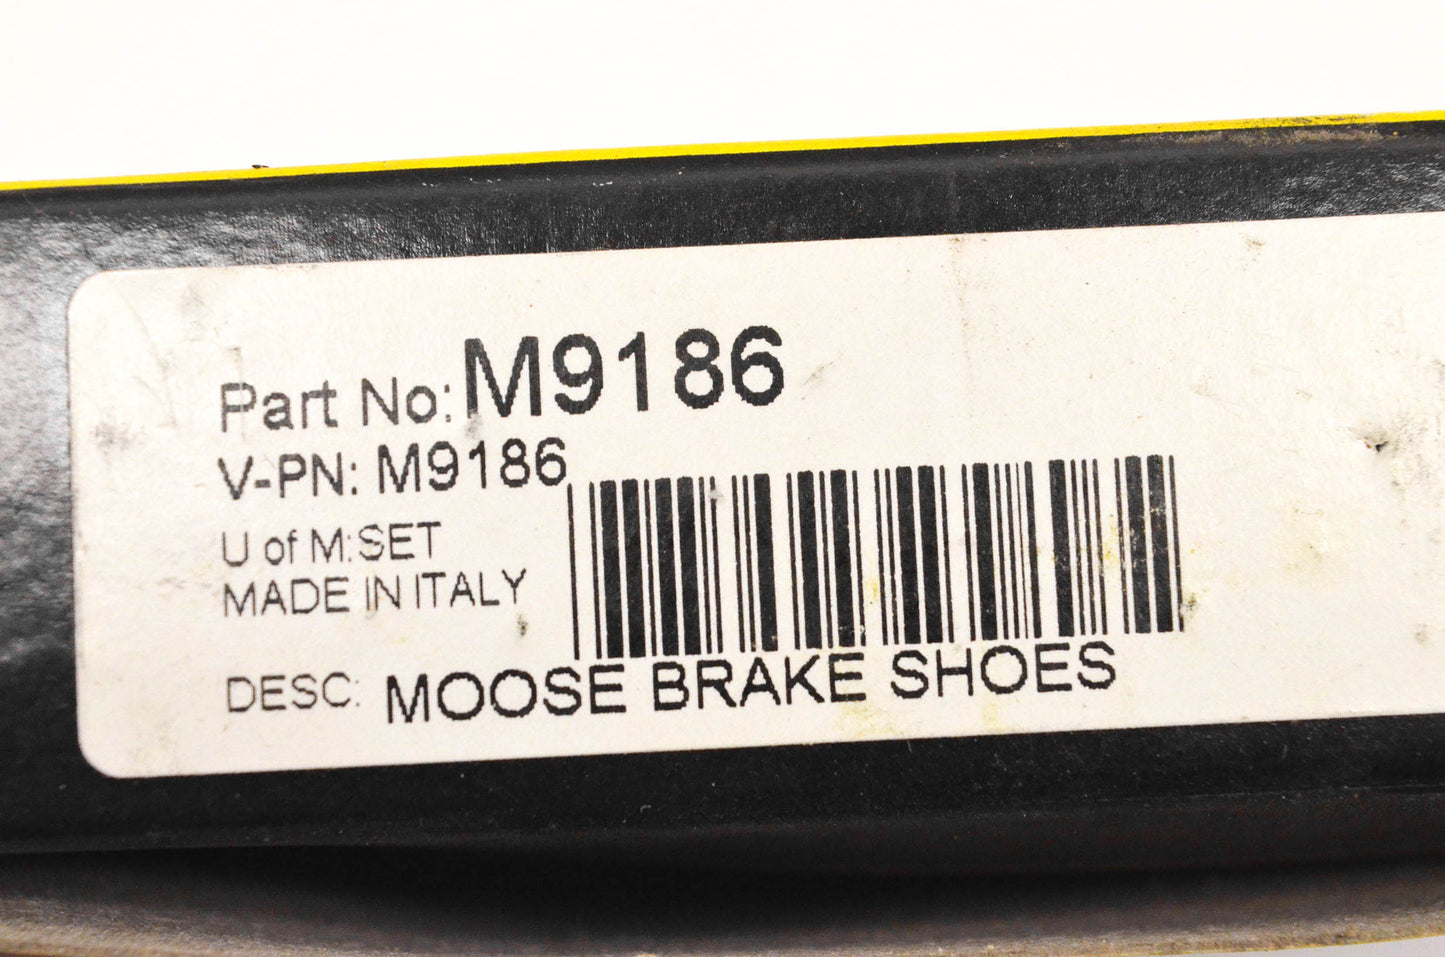 Part No: M9186
V-PN: M9186
U of M: SET
MADE IN ITALY
DESC: MOOSE BRAKE SHOES